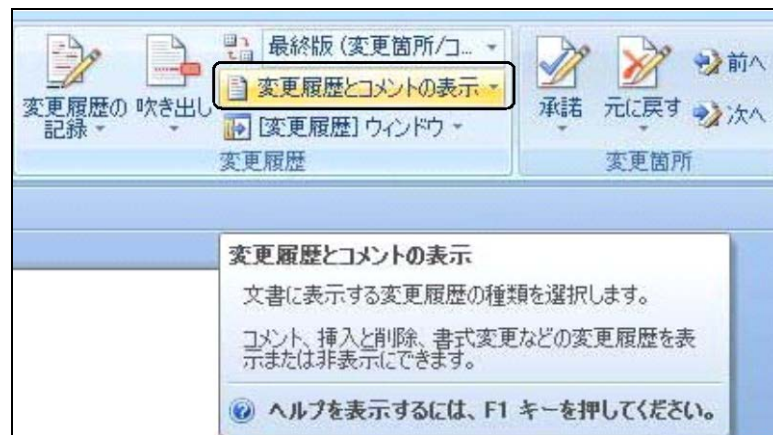 最終版 (変更箇所/コ...
変更履歴とコメントの表示
変更履歴の
記録
吹き出し
[変更履歴] ウィンドウ
変更履歴
承諾
元に戻す
前へ
次へ
変更箇所
変更履歴とコメントの表示
文書に表示する変更履歴の種類を選択します。
コメント、挿入と削除、書式変更などの変更履歴を表
示または非表示にできます。
ヘルプを表示するには、F1 キーを押してください。